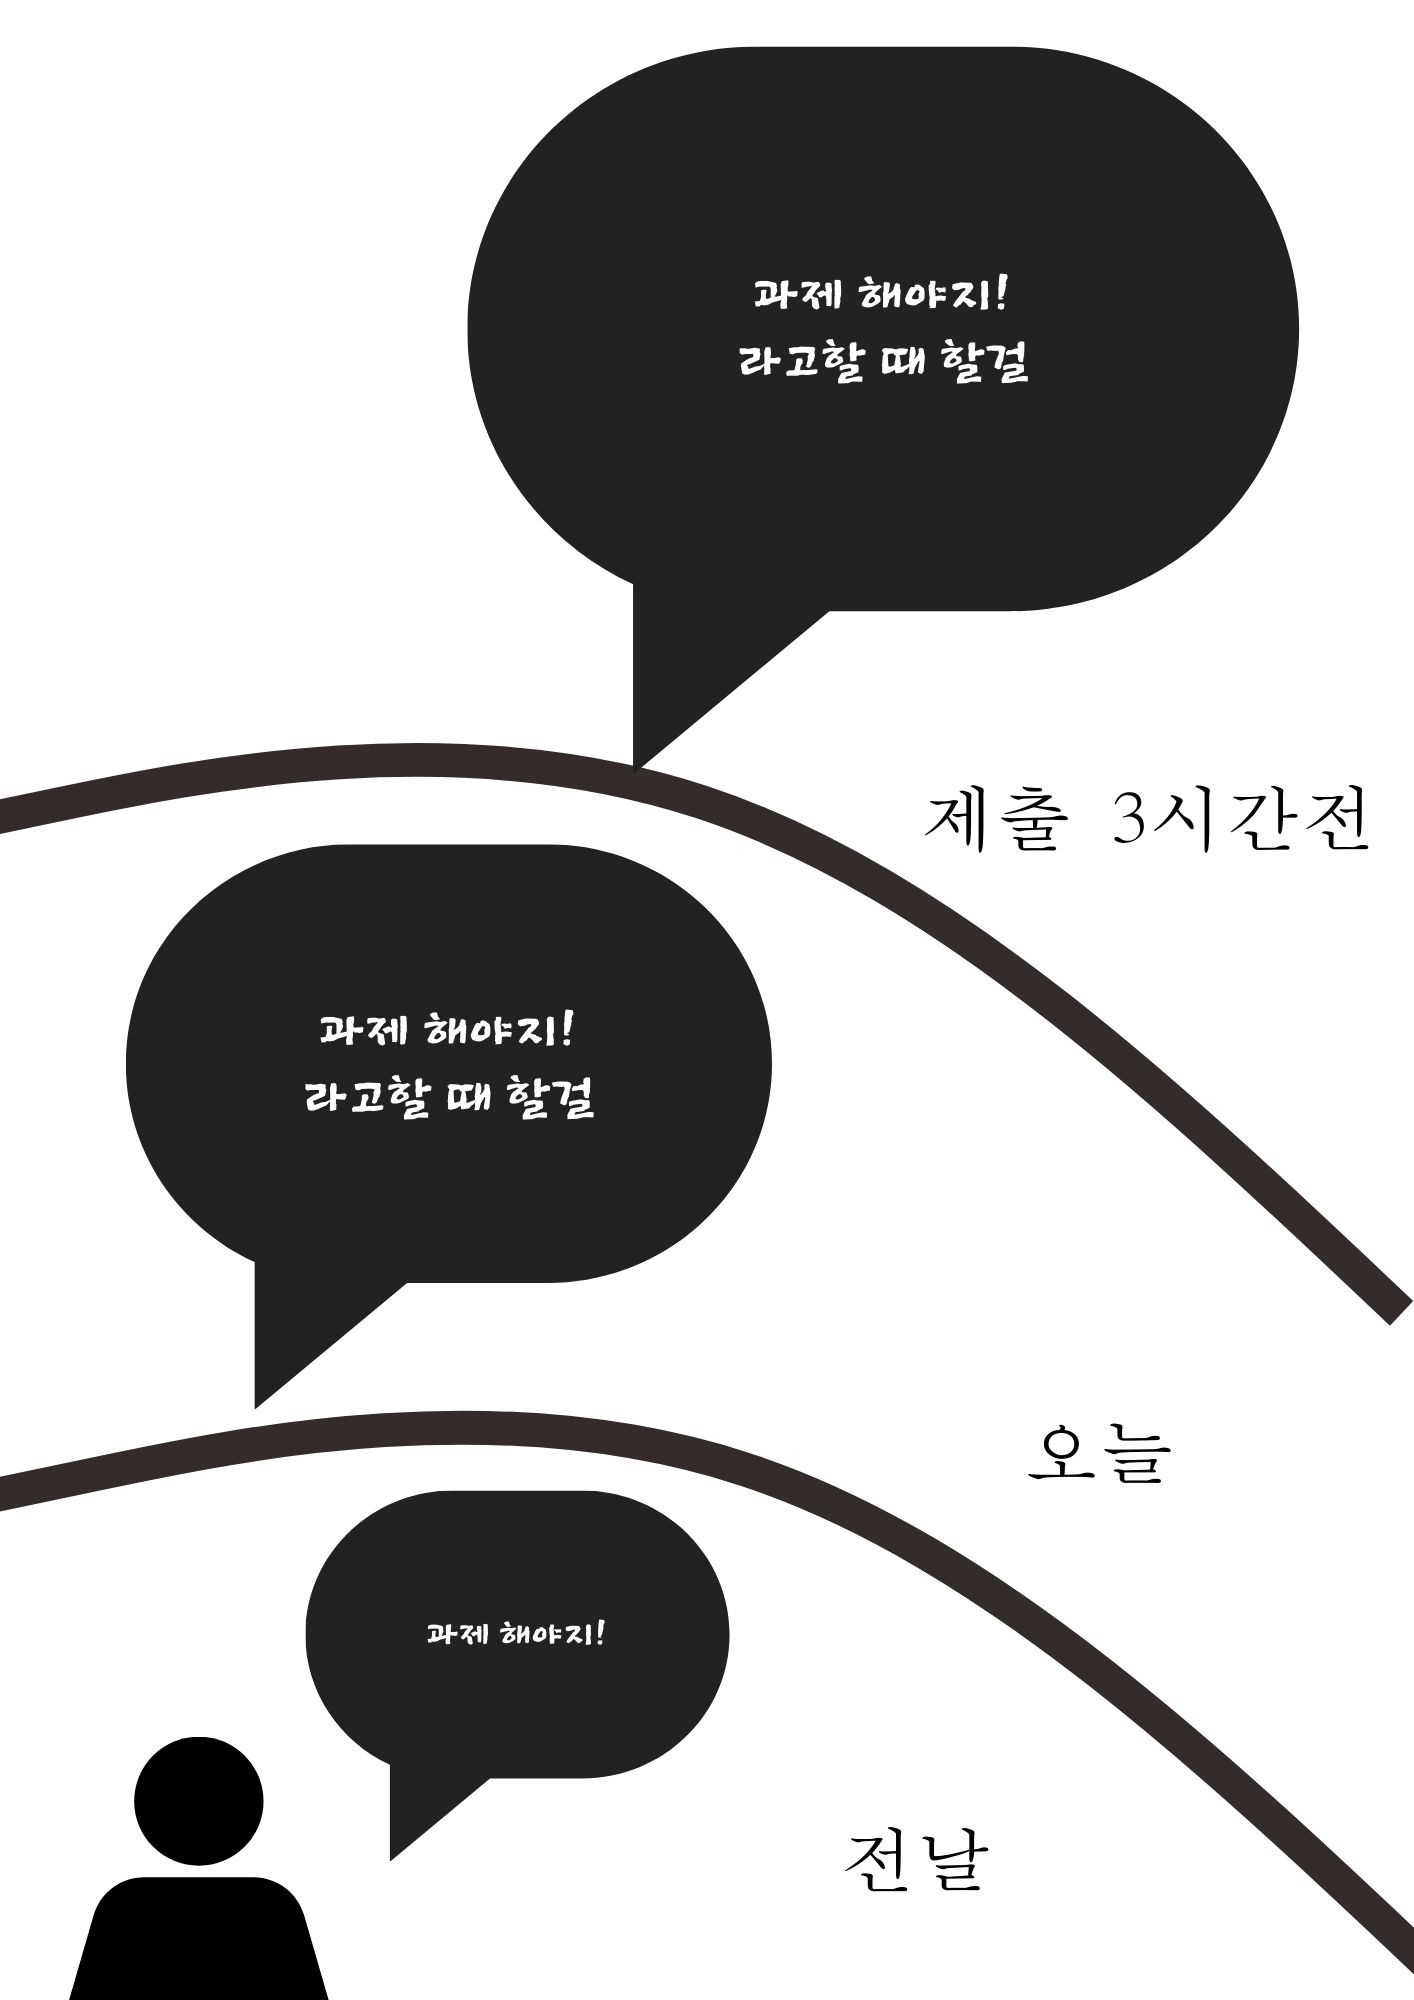 과제 해야지!
라고할 때 할걸
제출 3시간전
과제 해야지!
라고할 때 할걸
오늘
과제 해야지!
전날